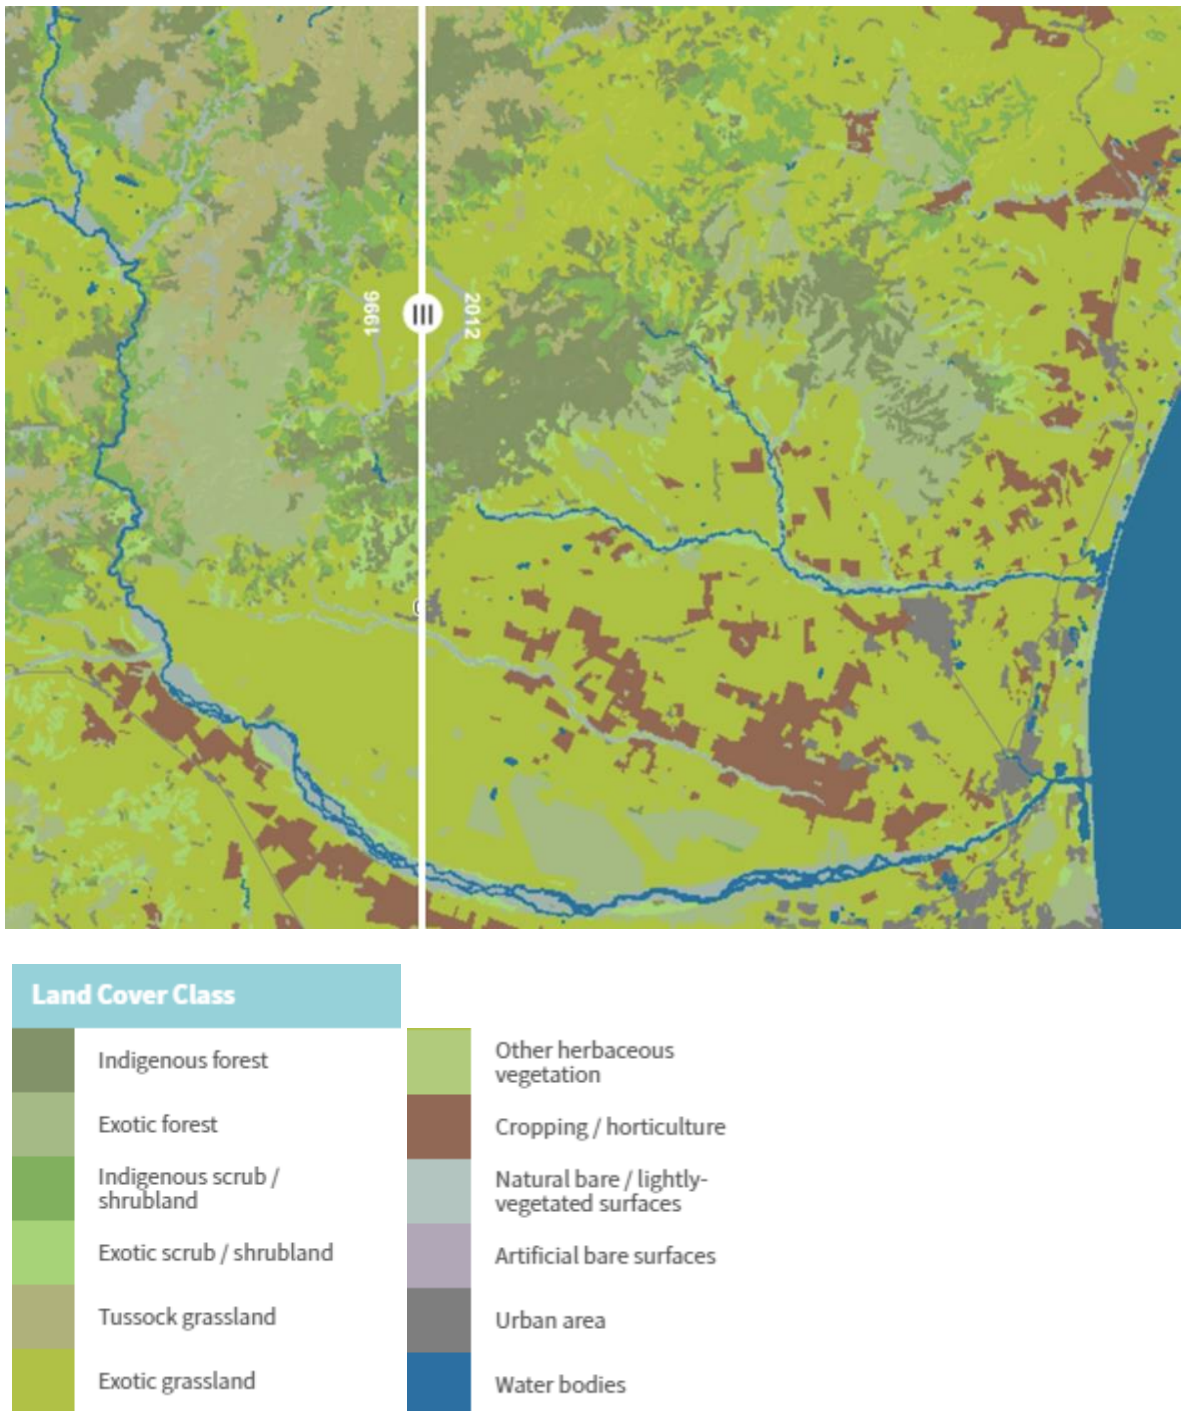 1996
2012
Land Cover Class
Indigenous forest
Exotic forest
Indigenous scrub /
shrubland
Exotic scrub / shrubland
Tussock grassland
Exotic grassland
Other herbaceous
vegetation
Cropping / horticulture
Natural bare / lightly-
vegetated surfaces
Artificial bare surfaces
Urban area
Water bodies